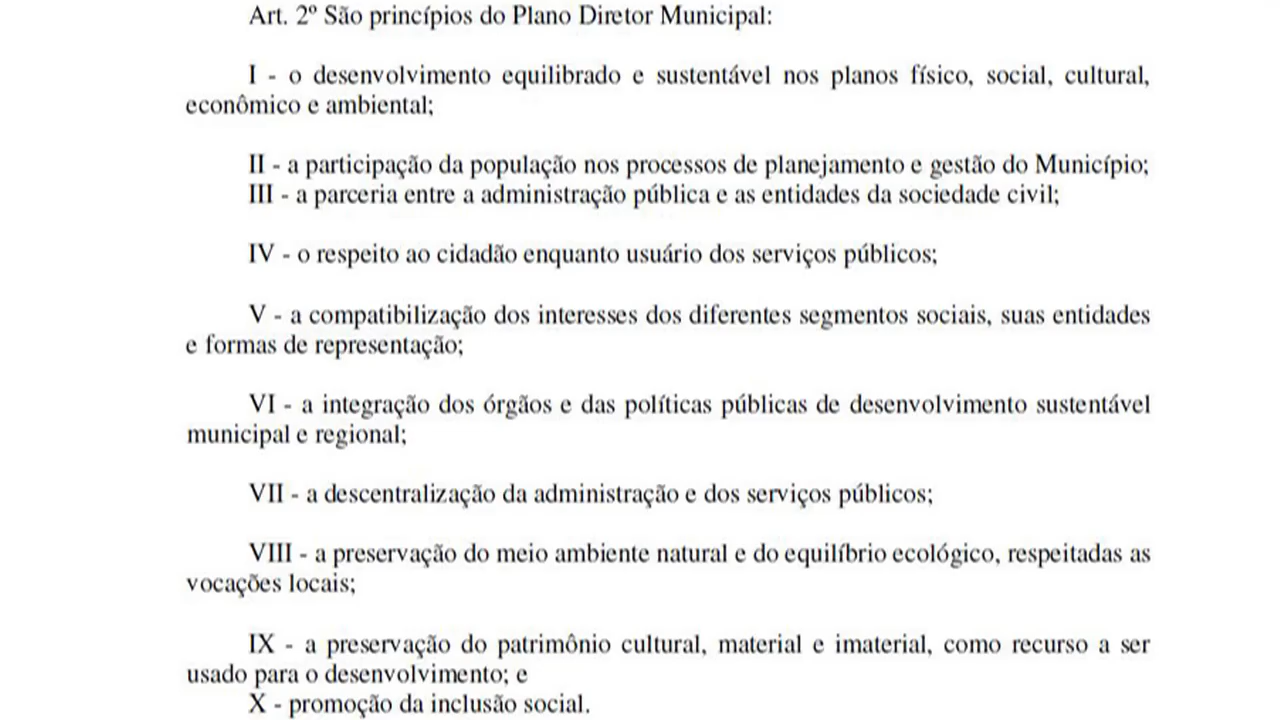 Art. 2º São princípios do Plano Diretor Municipal:
I - o desenvolvimento equilibrado e sustentável nos planos físico, social, cultural,
econômico e ambiental;
II - a participação da população nos processos de planejamento e gestão do Município;
III - a parceria entre a administração pública e as entidades da sociedade civil;
IV - o respeito ao cidadão enquanto usuário dos serviços públicos;
V - a compatibilização dos interesses dos diferentes segmentos sociais, suas entidades
e formas de representação;
VI - a integração dos órgãos e das políticas públicas de desenvolvimento sustentável
municipal e regional;
VII - a descentralização da administração e dos serviços públicos;
VIII - a preservação do meio ambiente natural e do equilíbrio ecológico, respeitadas as
vocações locais;
IX - a preservação do patrimônio cultural, material e imaterial, como recurso a ser
usado para o desenvolvimento; e
X - promoção da inclusão social.